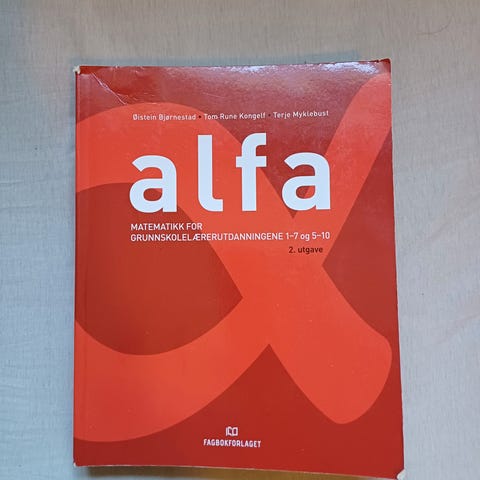 Øistein Bjørnestad • Tom Rune Kongelf • Terje Myklebust
alfa
MATEMATIKK FOR
GRUNNSKOLELÆRERUTDANNINGENE 1–7 og 5–10
2. utgave
FAGBOKFORLAGET